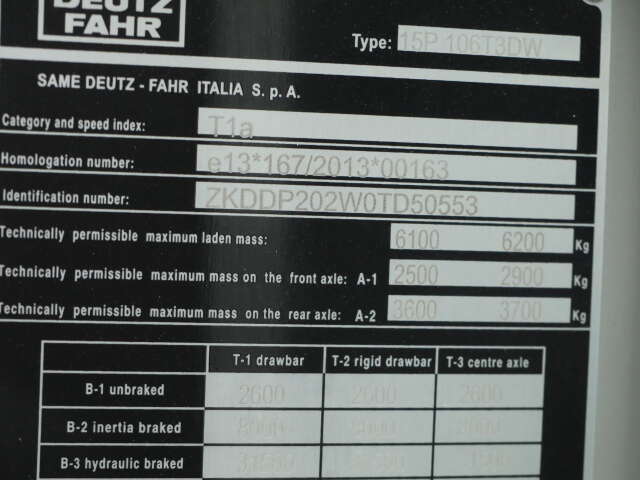 DEUTZ
FAHR
Type: 15P 106T3DW
SAME DEUTZ - FAHR ITALIA S.p.A.
Category and speed index: T1a
Homologation number: e13*167/2013*00163
Identification number: ZKDDP202W0TD50553
Technically permissible maximum laden mass: 6100 6200 Kg
Technically permissible maximum mass on the front axle: A-1 2500 2900 Kg
Technically permissible maximum mass on the rear axle: A-2 3600 3700 Kg
T-1 drawbar T-2 rigid drawbar T-3 centre axle
B-1 unbraked 2600 2600 2600
B-2 inertia braked
B-3 hydraulic braked